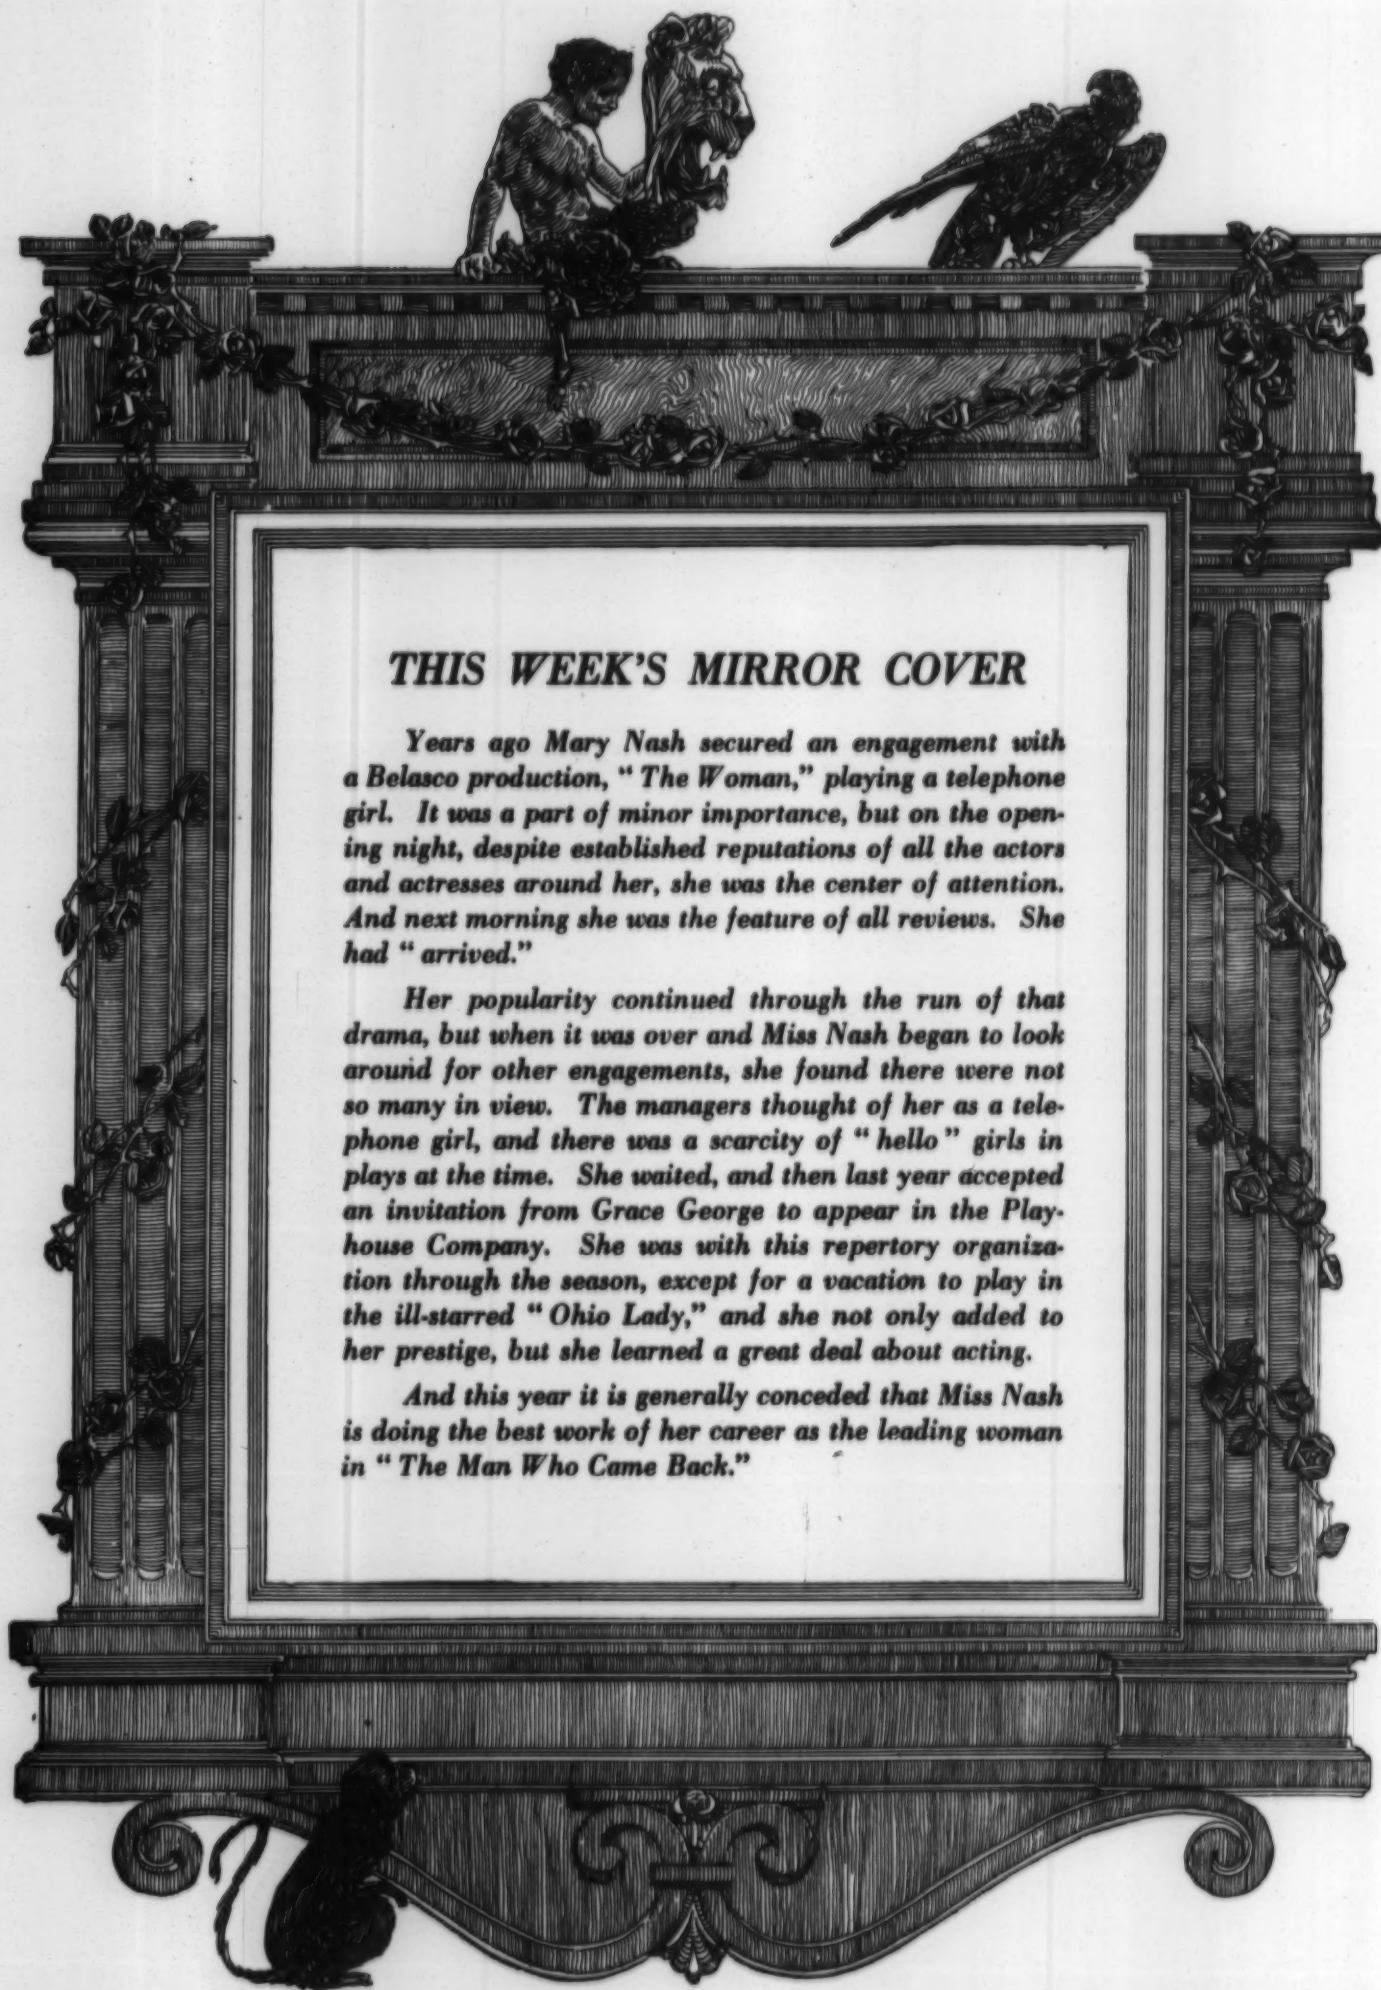 THIS WEEK'S MIRROR COVER
Years ago Mary Nash secured an engagement with
a Belasco production, “ The Woman,” playing a telephone
girl. It was a part of minor importance, but on the open-
ing night, despite established reputations of all the actors
and actresses around her, she was the center of attention.
And next morning she was the feature of all reviews. She
had “ arrived.”
Her popularity continued through the run of that
drama, but when it was over and Miss Nash began to look
around for other engagements, she found there were not
so many in view. The managers thought of her as a tele-
phone girl, and there was a scarcity of “ hello ” girls in
plays at the time. She waited, and then last year accepted
an invitation from Grace George to appear in the Play-
house Company. She was with this repertory organiza-
tion through the season, except for a vacation to play in
the ill-starred “ Ohio Lady,” and she not only added to
her prestige, but she learned a great deal about acting.
And this year it is generally conceded that Miss Nash
is doing the best work of her career as the leading woman
in “ The Man Who Came Back.”